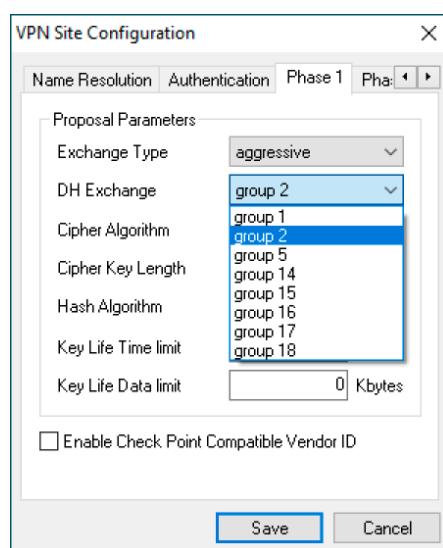 VPN Site Configuration
Name Resolution Authentication Phase 1 Pha
Proposal Parameters
Exchange Type aggressive
DH Exchange group 2
group 1
Cipher Algorithm group 2
group 5
Cipher Key Length group 14
group 15
Hash Algorithm group 16
group 17
Key Life Time limit group 18
Key Life Data limit 0 Kbytes
Enable Check Point Compatible Vendor ID
Save Cancel